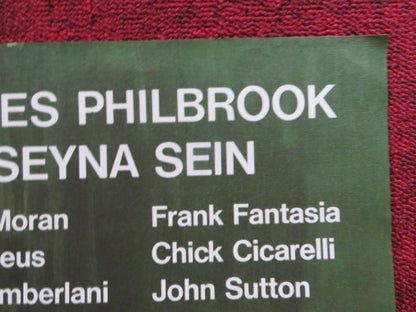 ES PHILBROOK
SEYNA SEIN
Moran Frank Fantasia
eus Chick Cicarelli
mberlani John Sutton